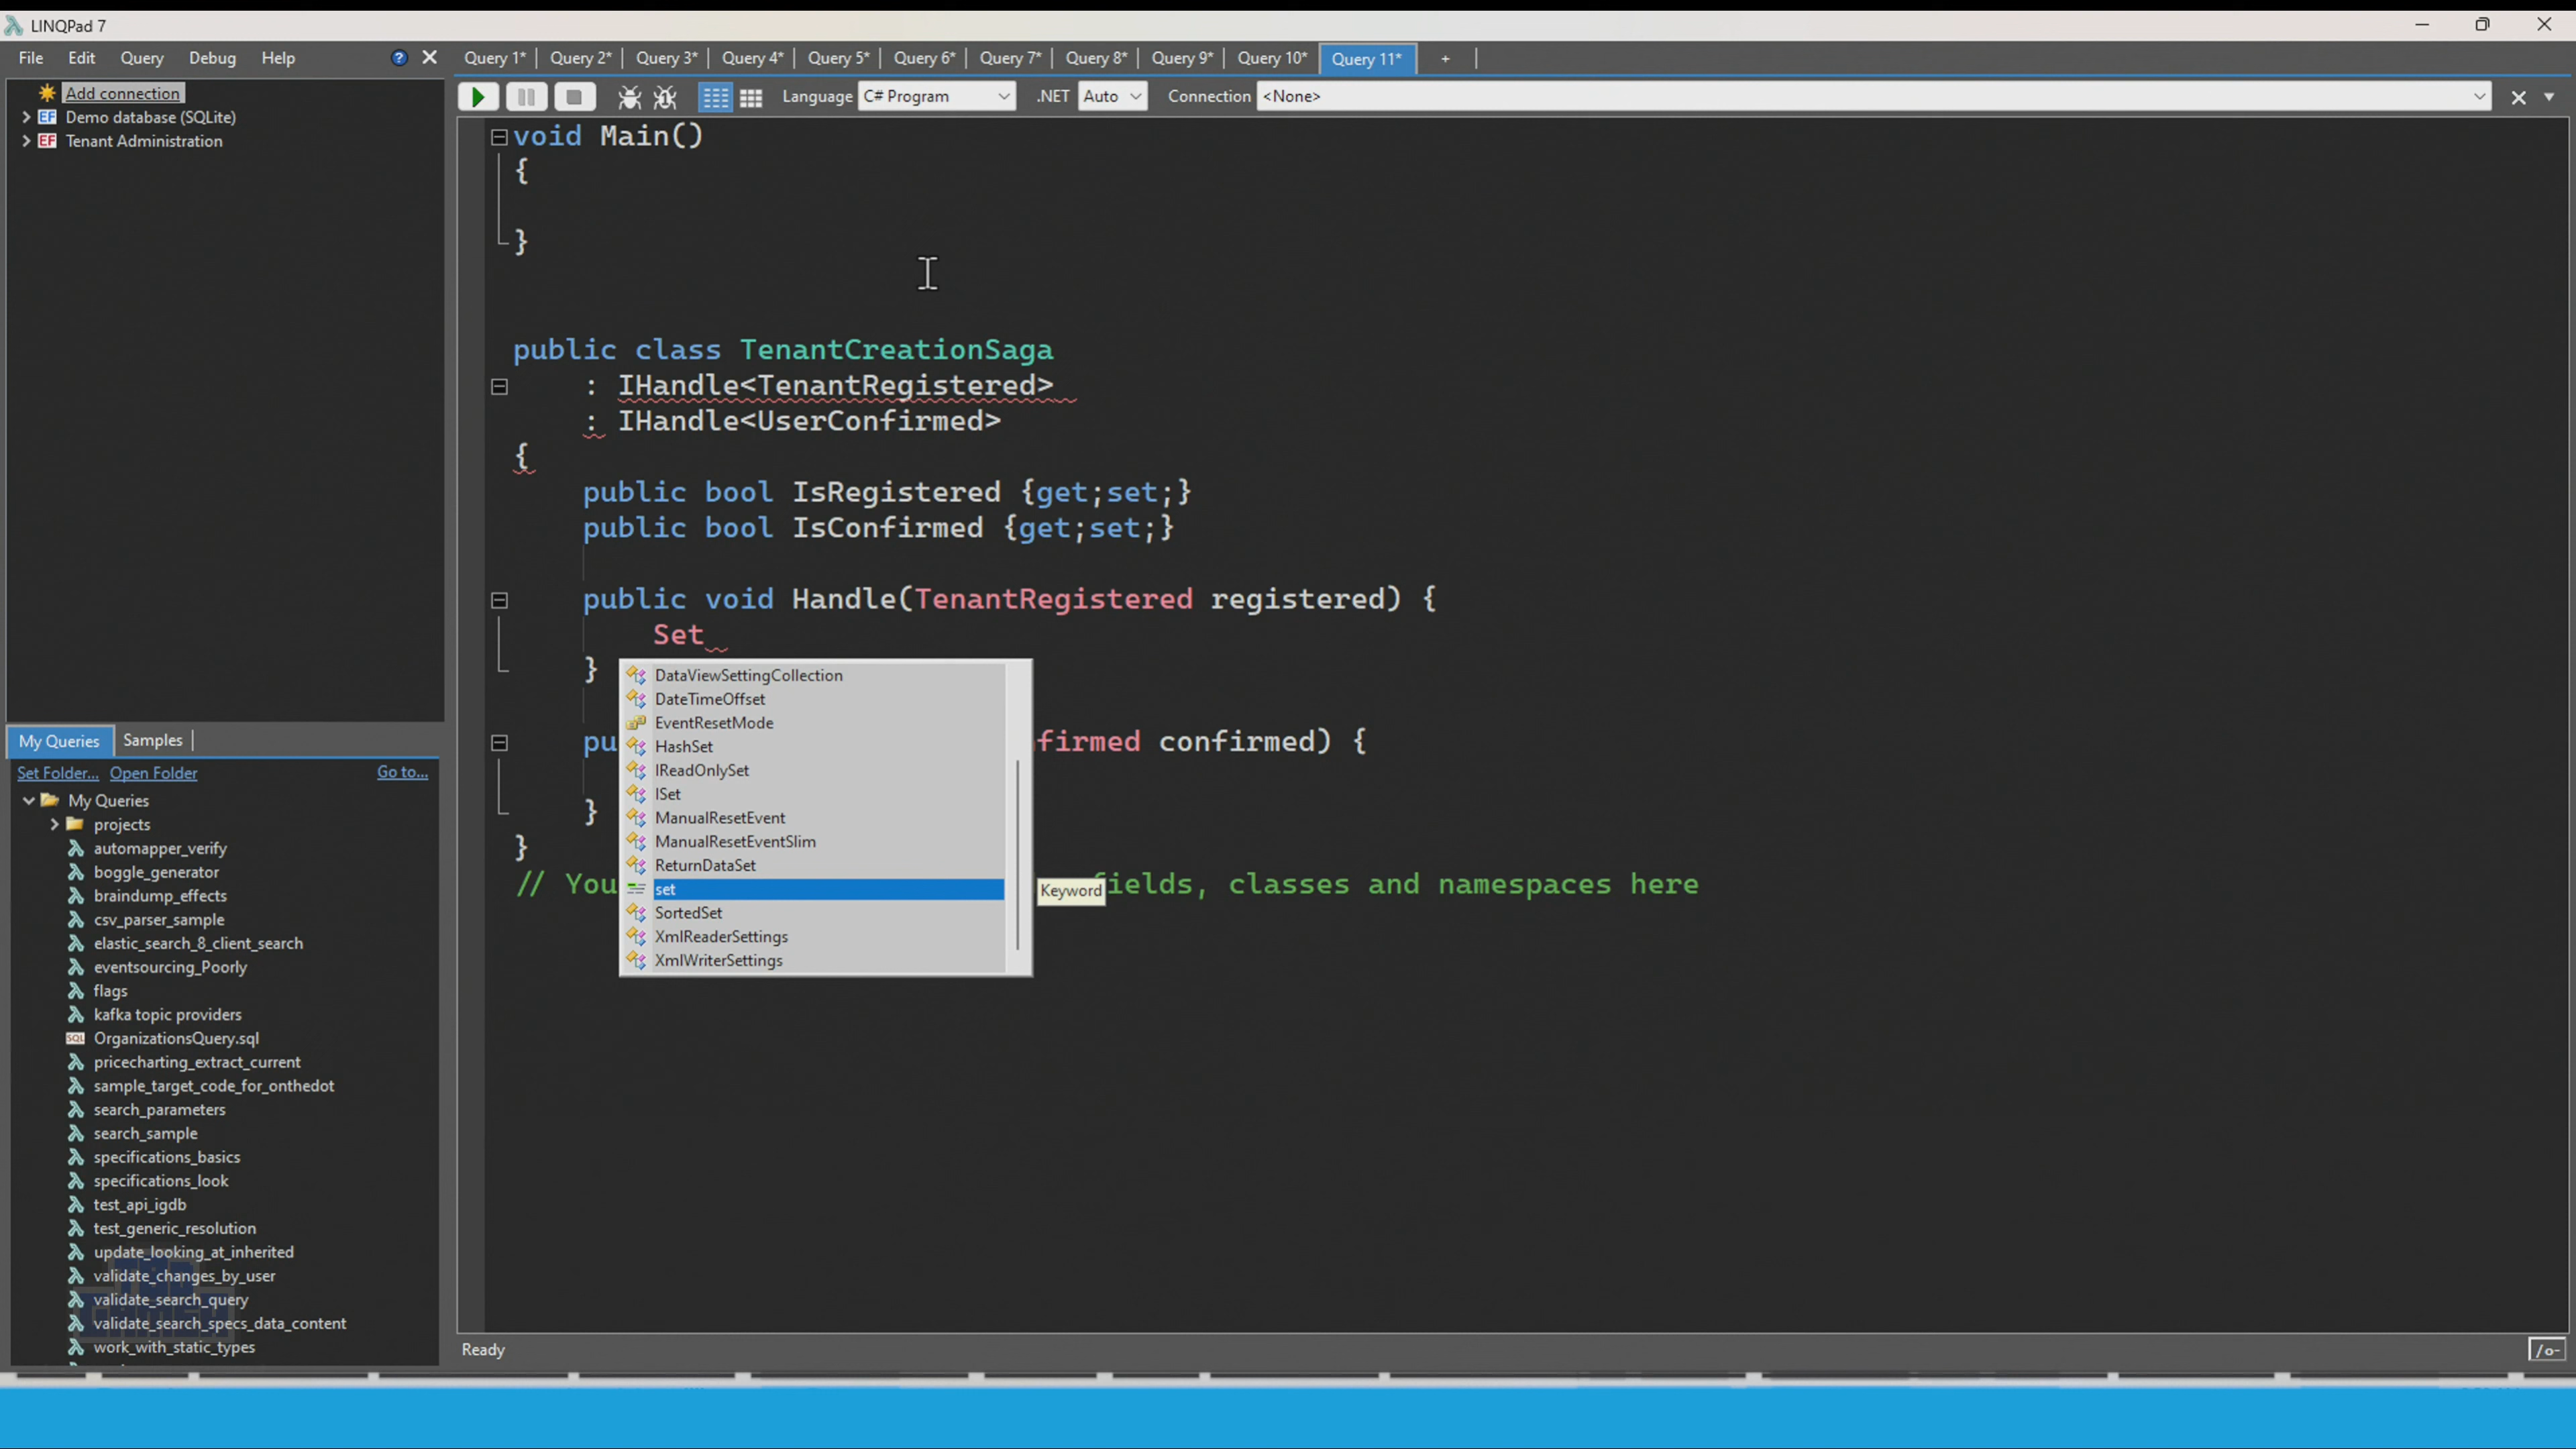 LINQPad 7
File Edit Query Debug Help
Query 1* Query 2* Query 3* Query 4* Query 5* Query 6* Query 7* Query 8* Query 9* Query 10* Query 11* +
Language C# Program .NET Auto Connection <None>
Add connection
EF Demo database (SQLite)
EF Tenant Administration
void Main()
{
}
public class TenantCreationSaga
: IHandle<TenantRegistered>
: IHandle<UserConfirmed>
{
public bool IsRegistered {get;set;}
public bool IsConfirmed {get;set;}
public void Handle(TenantRegistered registered) {
Set
}
pu firmed confirmed) {
}
}
// You fields, classes and namespaces here
DataViewSettingCollection
DateTimeOffset
EventResetMode
HashSet
IReadOnlySet
ISet
ManualResetEvent
ManualResetEventSlim
ReturnDataSet
set
SortedSet
XmlReaderSettings
XmlWriterSettings
Keyword
My Queries Samples
Set Folder... Open Folder Go to...
My Queries
projects
automapper_verify
boggle_generator
braindump_effects
csv_parser_sample
elastic_search_8_client_search
eventsourcing_Poorly
flags
kafka topic providers
SQL OrganizationsQuery.sql
pricecharting_extract_current
sample_target_code_for_onthedot
search_parameters
search_sample
specifications_basics
specifications_look
test_api_igdb
test_generic_resolution
update_looking_at_inherited
validate_changes_by_user
validate_search_query
validate_search_specs_data_content
work_with_static_types
Ready
/o-